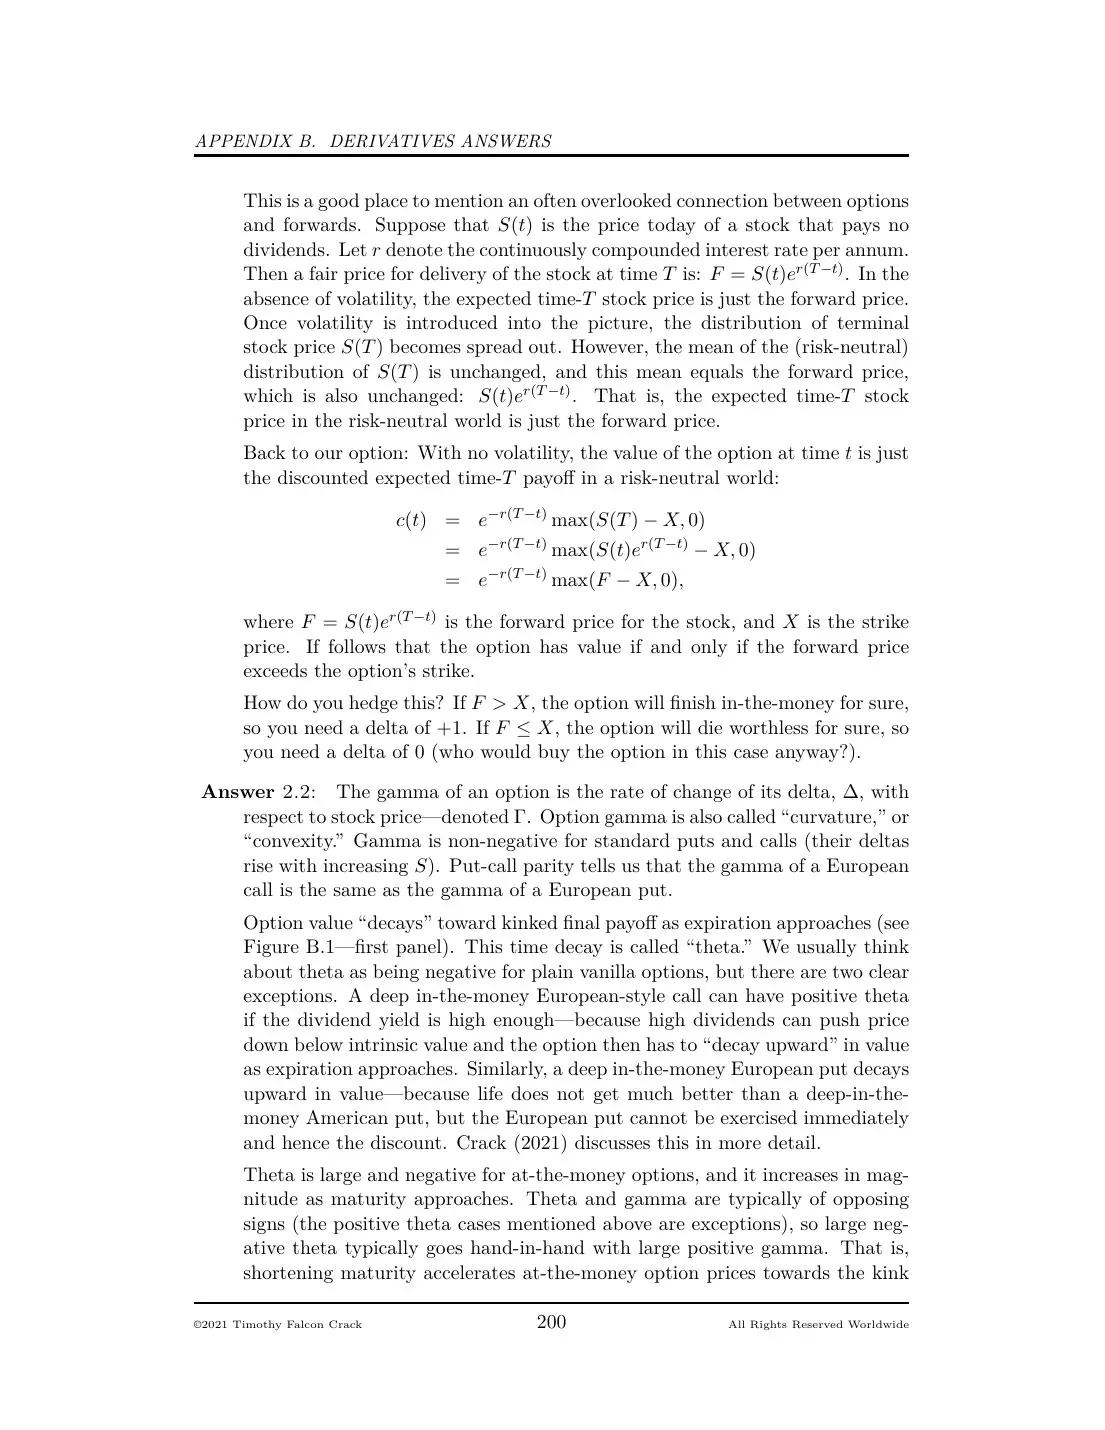 APPENDIX B. DERIVATIVES ANSWERS
This is a good place to mention an often overlooked connection between options
and forwards. Suppose that S(t) is the price today of a stock that pays no
dividends. Let r denote the continuously compounded interest rate per annum.
Then a fair price for delivery of the stock at time T is: F = S(t)e^{r(T−t)}. In the
absence of volatility, the expected time-T stock price is just the forward price.
Once volatility is introduced into the picture, the distribution of terminal
stock price S(T) becomes spread out. However, the mean of the (risk-neutral)
distribution of S(T) is unchanged, and this mean equals the forward price,
which is also unchanged: S(t)e^{r(T−t)}. That is, the expected time-T stock
price in the risk-neutral world is just the forward price.
Back to our option: With no volatility, the value of the option at time t is just
the discounted expected time-T payoff in a risk-neutral world:
c(t) = e^{−r(T−t)} max(S(T) − X, 0)
= e^{−r(T−t)} max(S(t)e^{r(T−t)} − X, 0)
= e^{−r(T−t)} max(F − X, 0),
where F = S(t)e^{r(T−t)} is the forward price for the stock, and X is the strike
price. If follows that the option has value if and only if the forward price
exceeds the option's strike.
How do you hedge this? If F > X, the option will finish in-the-money for sure,
so you need a delta of +1. If F ≤ X, the option will die worthless for sure, so
you need a delta of 0 (who would buy the option in this case anyway?).
Answer 2.2: The gamma of an option is the rate of change of its delta, Δ, with
respect to stock price—denoted Γ. Option gamma is also called “curvature,” or
“convexity.” Gamma is non-negative for standard puts and calls (their deltas
rise with increasing S). Put-call parity tells us that the gamma of a European
call is the same as the gamma of a European put.
Option value “decays” toward kinked final payoff as expiration approaches (see
Figure B.1—first panel). This time decay is called “theta.” We usually think
about theta as being negative for plain vanilla options, but there are two clear
exceptions. A deep in-the-money European-style call can have positive theta
if the dividend yield is high enough—because high dividends can push price
down below intrinsic value and the option then has to “decay upward” in value
as expiration approaches. Similarly, a deep in-the-money European put decays
upward in value—because life does not get much better than a deep-in-the-
money American put, but the European put cannot be exercised immediately
and hence the discount. Crack (2021) discusses this in more detail.
Theta is large and negative for at-the-money options, and it increases in mag-
nitude as maturity approaches. Theta and gamma are typically of opposing
signs (the positive theta cases mentioned above are exceptions), so large neg-
ative theta typically goes hand-in-hand with large positive gamma. That is,
shortening maturity accelerates at-the-money option prices towards the kink
©2021 Timothy Falcon Crack 200 All Rights Reserved Worldwide